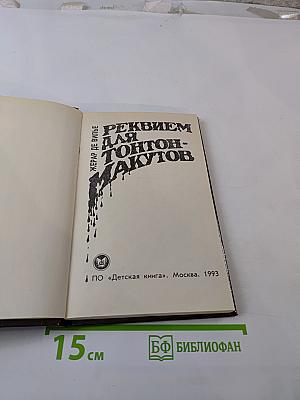 ЖЕРАР ДЕ ВИЛЬЕ
РЕКВИЕМ
ДЛЯ
ТОНТОН-
МАКУТОВ
ПО «Детская книга». Москва. 1993
15 см
БФ БИБЛИОФАН